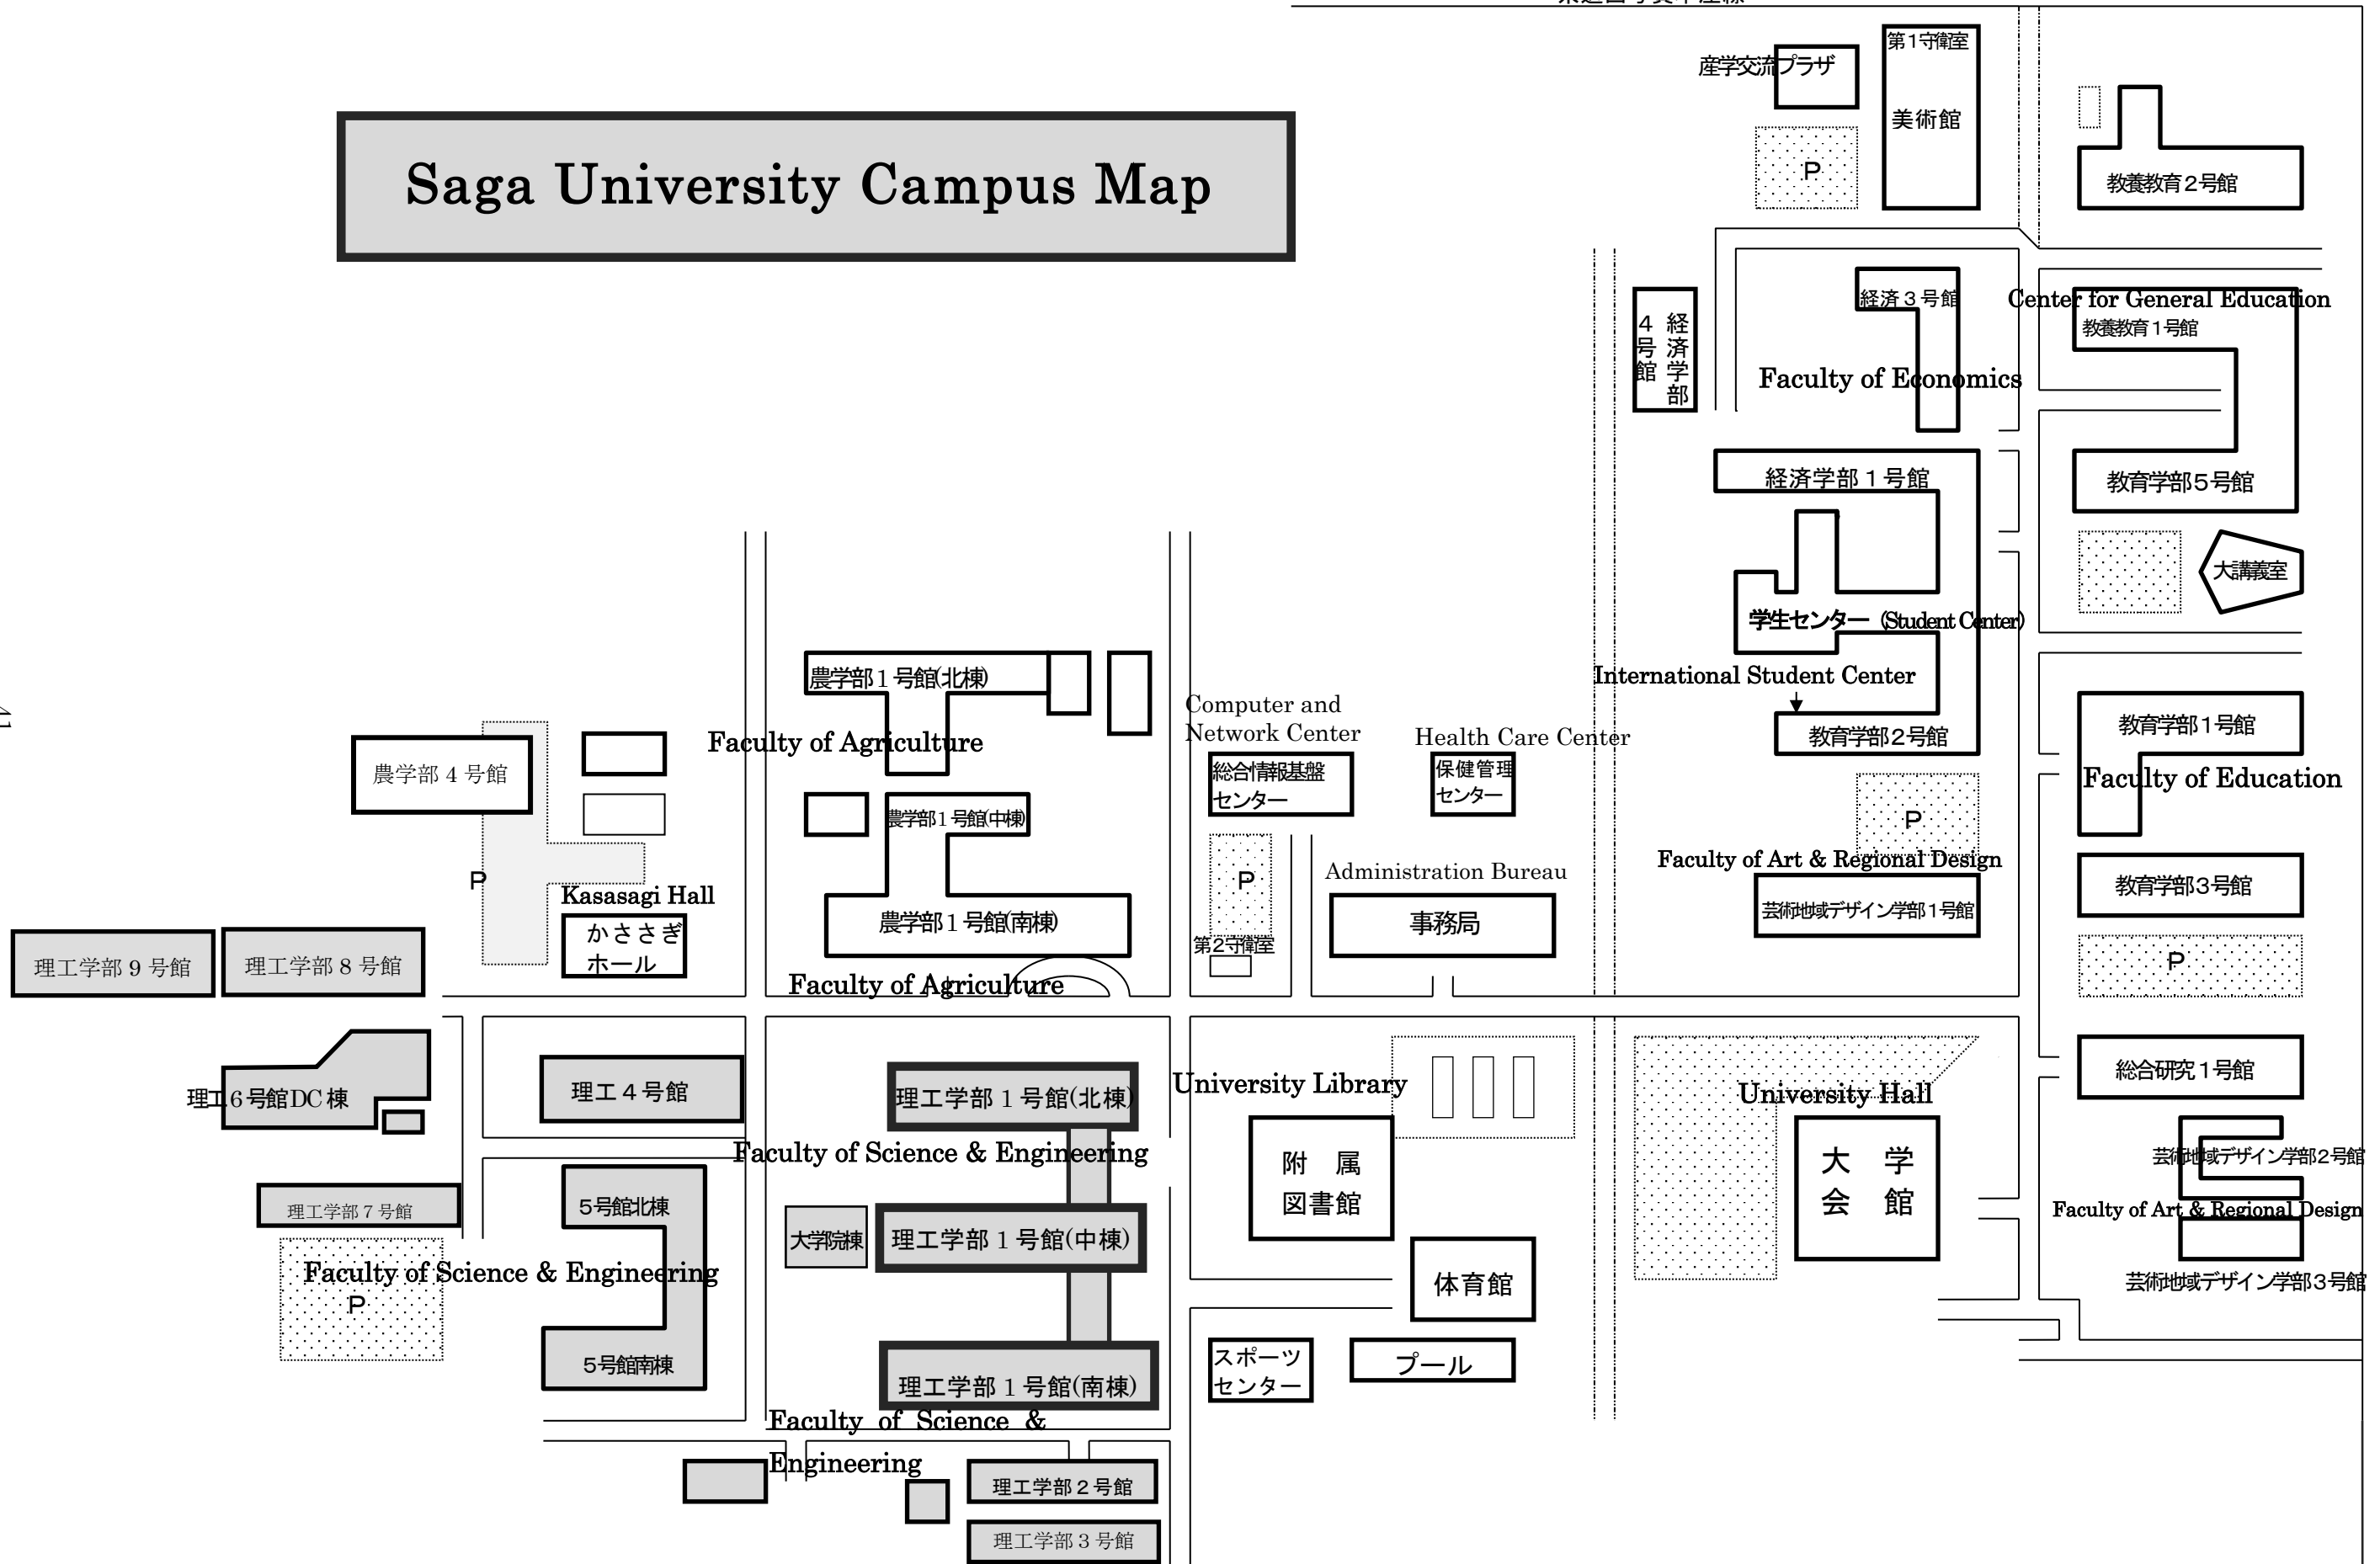 第１守衛室
産学交流プラザ
美術館
P
教養教育２号館
Saga University Campus Map
経済３号館
Center for General Education
教養教育１号館
経済学部
４号館
Faculty of Economics
経済学部１号館
教育学部５号館
大講義室
学生センター（Student Center）
農学部１号館(北棟)
International Student Center
Computer and
Network Center
Health Care Center
教育学部１号館
教育学部２号館
Faculty of Agriculture
農学部４号館
総合情報基盤
センター
保健管理
センター
Faculty of Education
農学部１号館(中棟)
P
Faculty of Art & Regional Design
Administration Bureau
P
P
Kasasagi Hall
教育学部３号館
芸術地域デザイン学部１号館
農学部１号館(南棟)
事務局
かささぎ
ホール
第２守衛室
P
理工学部９号館
理工学部８号館
Faculty of Agriculture
総合研究１号館
University Library
University Hall
理工６号館DC棟
理工４号館
理工学部１号館(北棟)
Faculty of Science & Engineering
附　属
図書館
大　学
会　館
芸術地域デザイン学部２号館
理工学部７号館
5号館北棟
Faculty of Art & Regional Design
大学院棟
理工学部１号館(中棟)
Faculty of Science & Engineering
体育館
芸術地域デザイン学部３号館
P
スポーツ
センター
プール
5号館南棟
理工学部１号館(南棟)
Faculty of Science &
Engineering
理工学部２号館
理工学部３号館